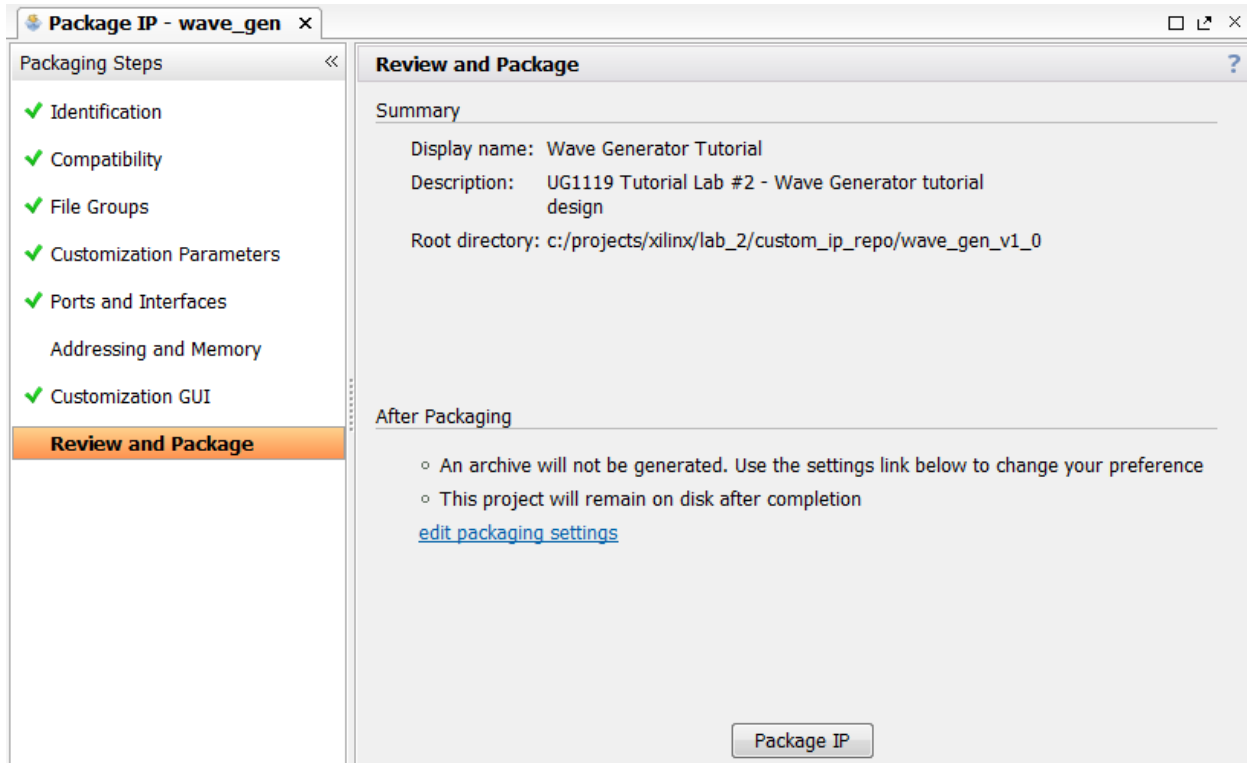 Package IP - wave_gen
Packaging Steps
Identification
Compatibility
File Groups
Customization Parameters
Ports and Interfaces
Addressing and Memory
Customization GUI
Review and Package
Review and Package
?
Summary
Display name: Wave Generator Tutorial
Description: UG1119 Tutorial Lab #2 - Wave Generator tutorial
design
Root directory: c:/projects/xilinx/lab_2/custom_ip_repo/wave_gen_v1_0
After Packaging
An archive will not be generated. Use the settings link below to change your preference
This project will remain on disk after completion
edit packaging settings
Package IP